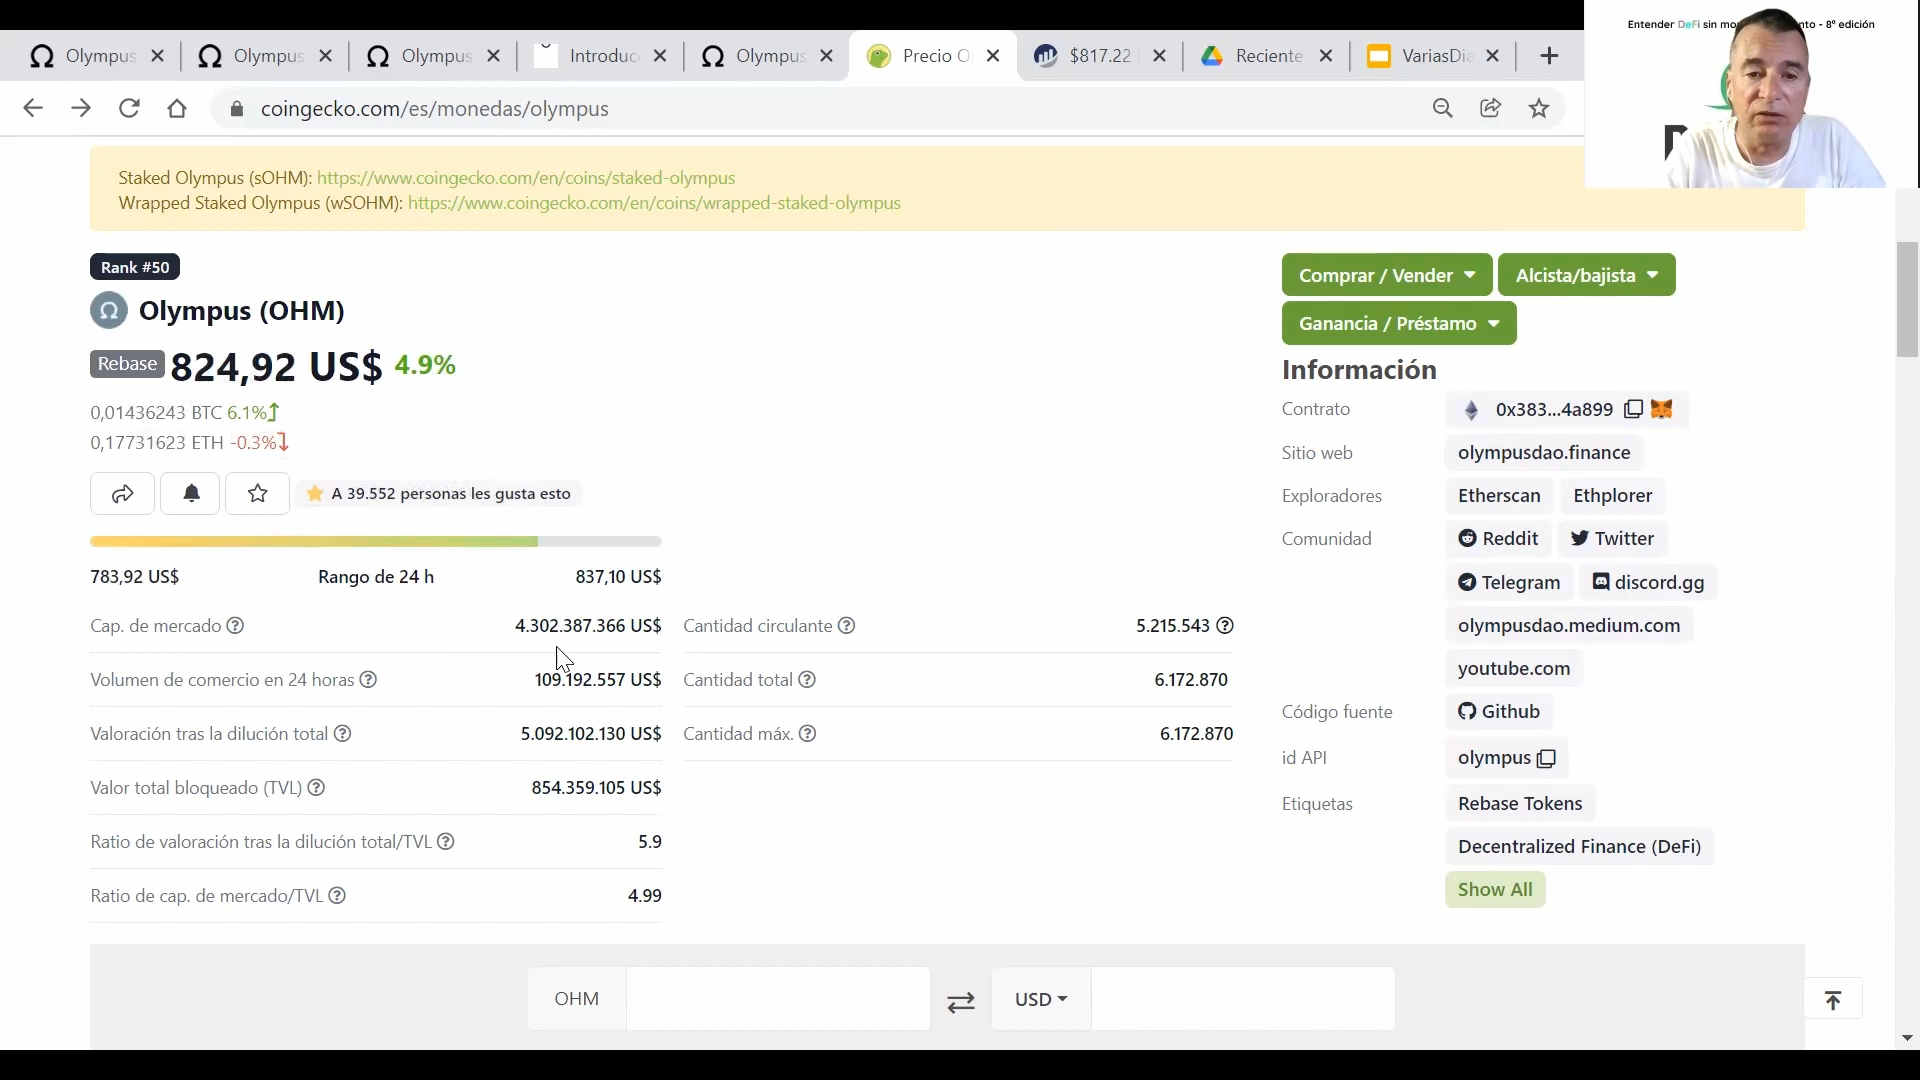 Entender DeFi sin mo nto - 8ª edición
Olympus
Olympus
Olympus
Introduc
Olympus
Precio O
$817.22
Reciente
VariasDia
coingecko.com/es/monedas/olympus
Staked Olympus (sOHM): https://www.coingecko.com/en/coins/staked-olympus
Wrapped Staked Olympus (wSOHM): https://www.coingecko.com/en/coins/wrapped-staked-olympus
Rank #50
Olympus (OHM)
Rebase 824,92 US$ 4.9%
0,01436243 BTC 6.1%
0,17731623 ETH -0.3%
A 39.552 personas les gusta esto
783,92 US$ Rango de 24 h 837,10 US$
Cap. de mercado 4.302.387.366 US$
Volumen de comercio en 24 horas 109.192.557 US$
Valoración tras la dilución total 5.092.102.130 US$
Valor total bloqueado (TVL) 854.359.105 US$
Ratio de valoración tras la dilución total/TVL 5.9
Ratio de cap. de mercado/TVL 4.99
Cantidad circulante 5.215.543
Cantidad total 6.172.870
Cantidad máx. 6.172.870
Comprar / Vender
Alcista/bajista
Ganancia / Préstamo
Información
Contrato 0x383...4a899
Sitio web olympusdao.finance
Exploradores Etherscan Ethplorer
Comunidad Reddit Twitter
Telegram discord.gg
olympusdao.medium.com
youtube.com
Código fuente Github
id API olympus
Etiquetas Rebase Tokens
Decentralized Finance (DeFi)
Show All
OHM
USD